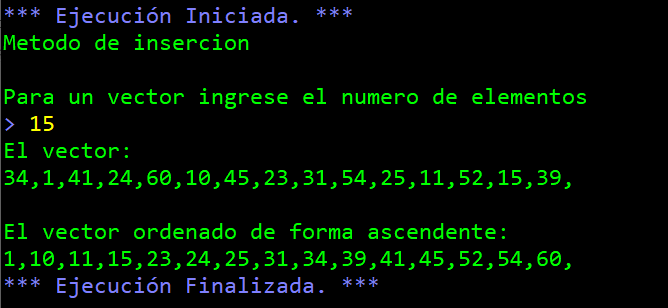 *** Ejecución Iniciada. ***
Metodo de insercion
Para un vector ingrese el numero de elementos
> 15
El vector:
34,1,41,24,60,10,45,23,31,54,25,11,52,15,39,
El vector ordenado de forma ascendente:
1,10,11,15,23,24,25,31,34,39,41,45,52,54,60,
*** Ejecución Finalizada. ***